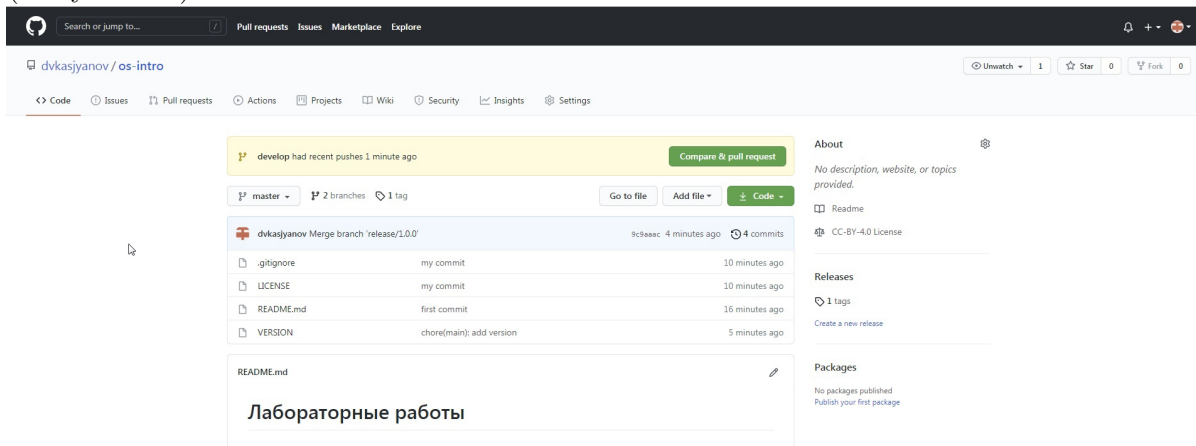 Search or jump to... /
Pull requests Issues Marketplace Explore
dvkasjyanov / os-intro
Unwatch 1 Star 0 Fork 0
Code Issues Pull requests Actions Projects Wiki Security Insights Settings
develop had recent pushes 1 minute ago
Compare & pull request
master 2 branches 1 tag
Go to file Add file Code
dvkasjyanov Merge branch 'release/1.0.0' 9c9aaac 4 minutes ago 4 commits
.gitignore my commit 10 minutes ago
LICENSE my commit 10 minutes ago
README.md first commit 16 minutes ago
VERSION chore(main): add version 5 minutes ago
README.md
Лабораторные работы
About
No description, website, or topics
provided.
Readme
CC-BY-4.0 License
Releases
1 tags
Create a new release
Packages
No packages published
Publish your first package